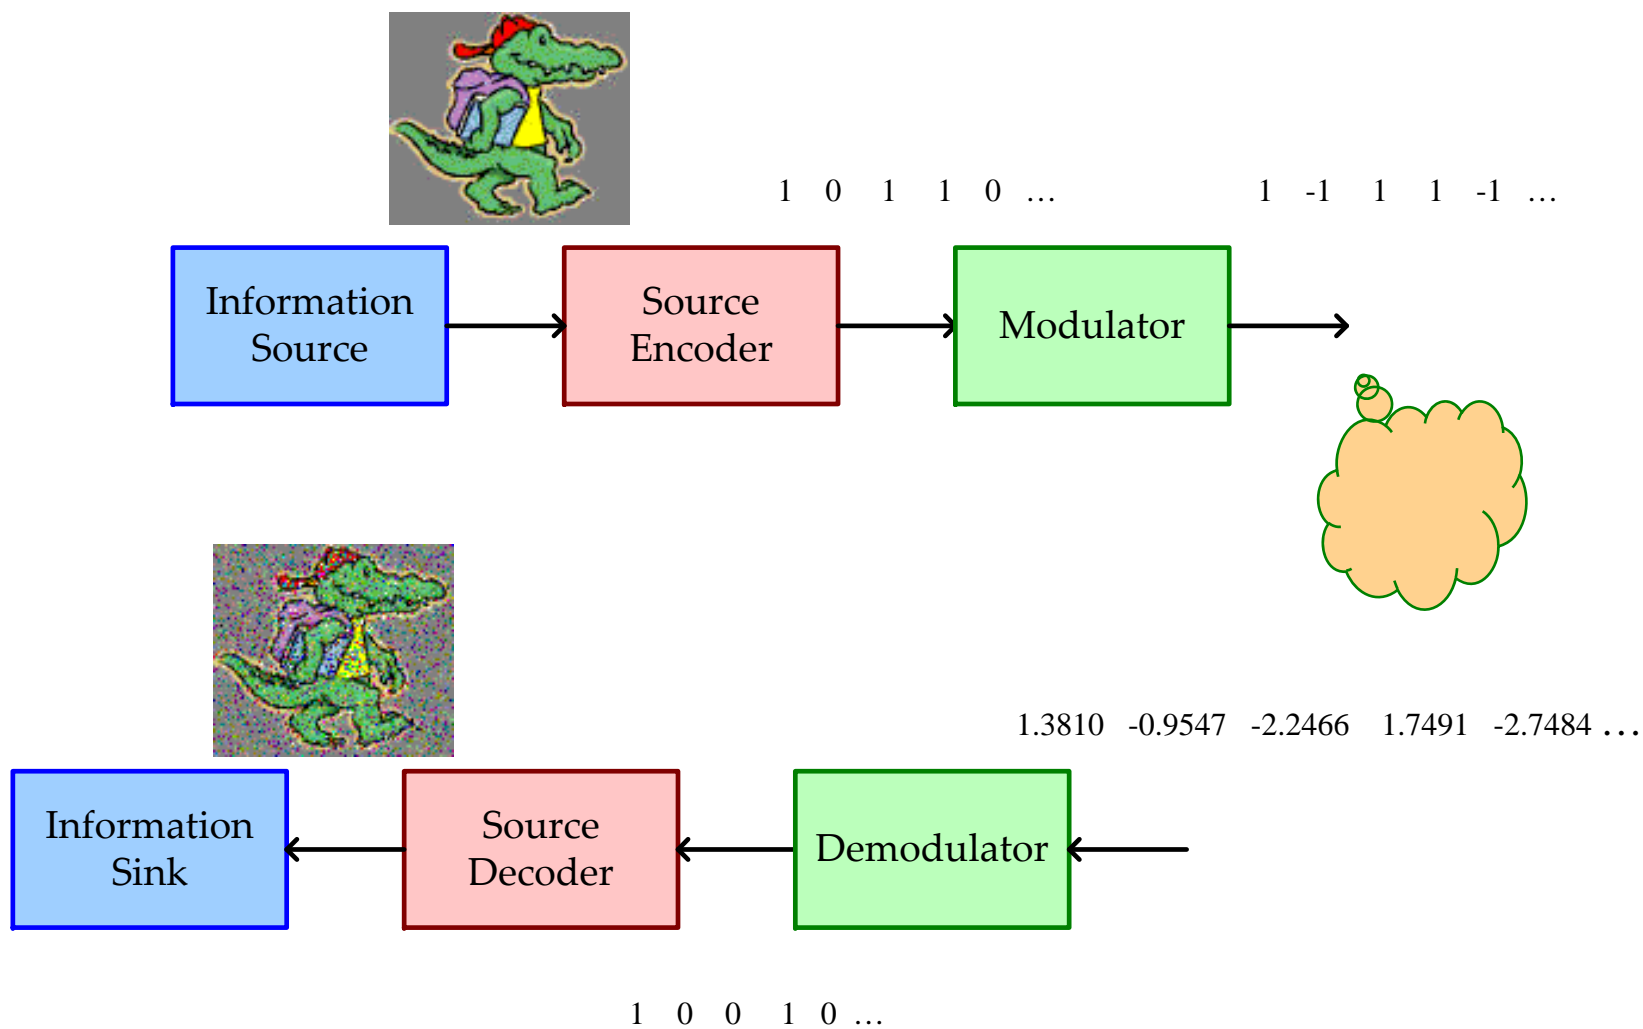 1 0 1 1 0 …
1 -1 1 1 -1 …
Information
Source
Source
Encoder
Modulator
1.3810 -0.9547 -2.2466 1.7491 -2.7484 …
Information
Sink
Source
Decoder
Demodulator
1 0 0 1 0 …